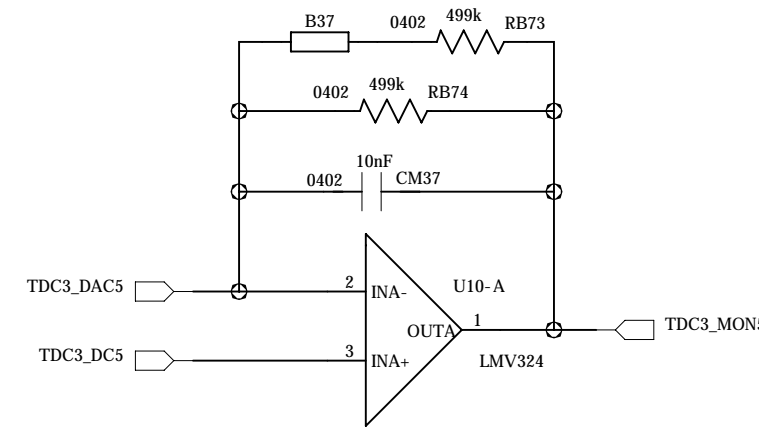 B37 0402 499k RB73
0402 499k RB74
10nF
0402 CM37
TDC3_DAC5 2 INA- U10-A
OUTA 1 TDC3_MON5
TDC3_DC5 3 INA+ LMV324